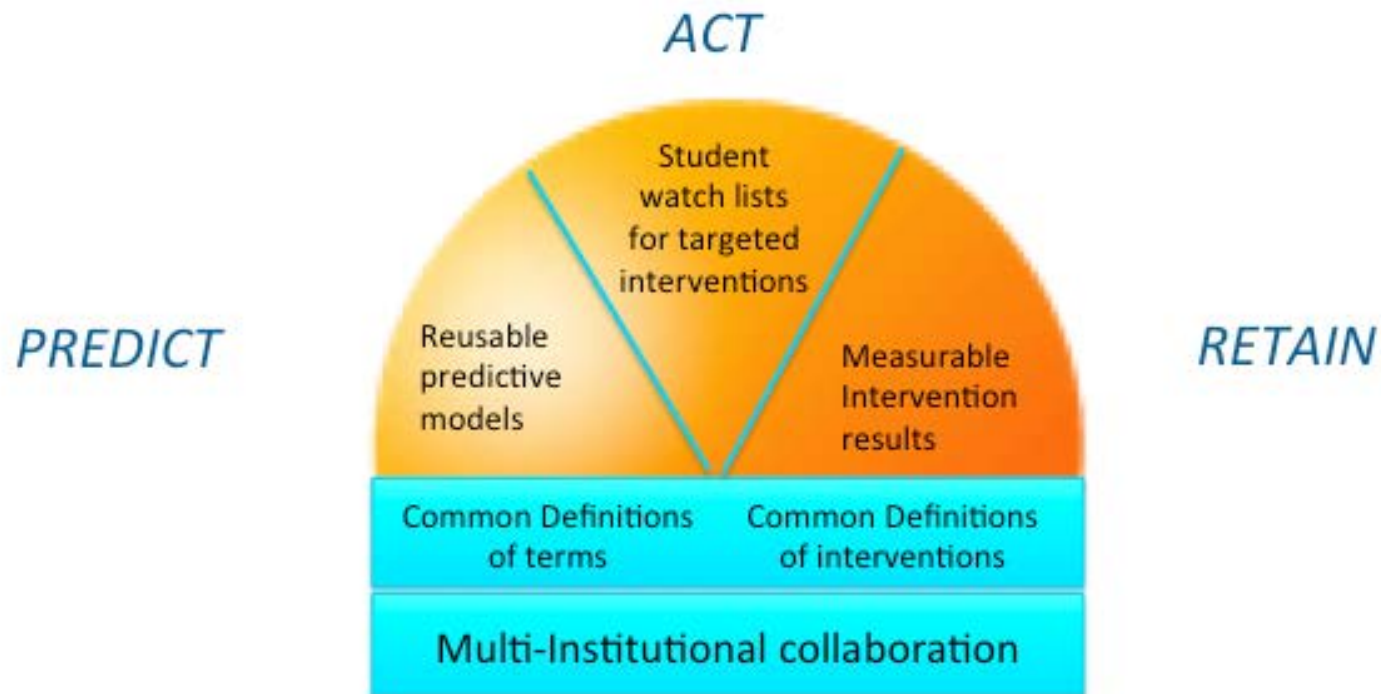 ACT
Student
watch lists
for targeted
interventions
PREDICT
Reusable
predictive
models
Measurable
Intervention
results
RETAIN
Common Definitions
of terms
Common Definitions
of interventions
Multi-Institutional collaboration